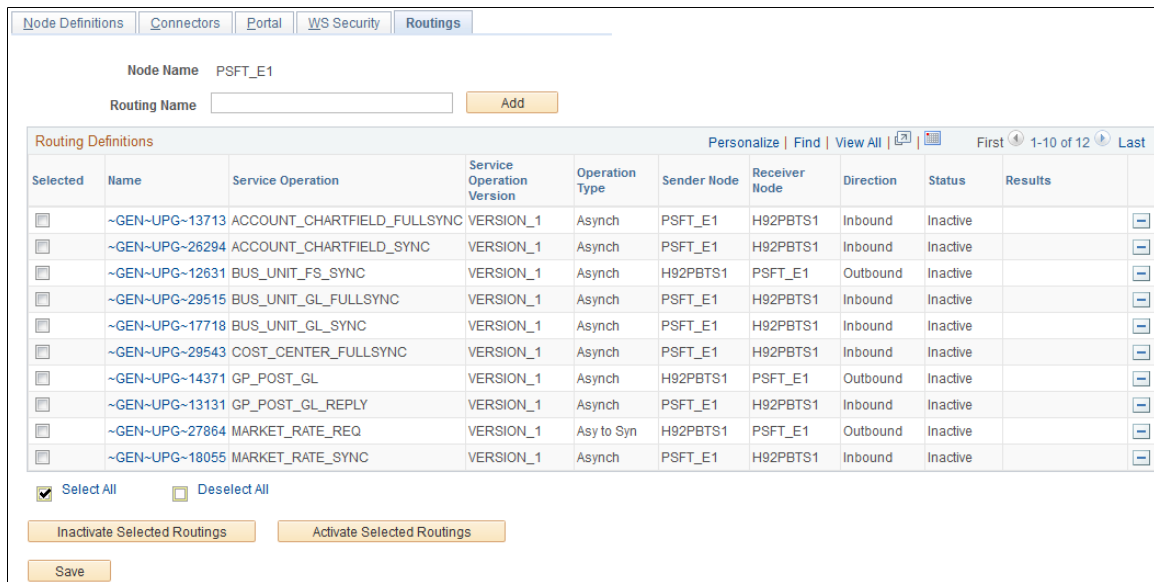 Node Definitions Connectors Portal WS Security Routings
Node Name PSFT_E1
Routing Name Add
Routing Definitions Personalize | Find | View All | | First 1-10 of 12 Last
Selected Name Service Operation Service Operation Version Operation Type Sender Node Receiver Node Direction Status Results
~GEN~UPG~13713 ACCOUNT_CHARTFIELD_FULLSYNC VERSION_1 Asynch PSFT_E1 H92PBTS1 Inbound Inactive
~GEN~UPG~26294 ACCOUNT_CHARTFIELD_SYNC VERSION_1 Asynch PSFT_E1 H92PBTS1 Inbound Inactive
~GEN~UPG~12631 BUS_UNIT_FS_SYNC VERSION_1 Asynch H92PBTS1 PSFT_E1 Outbound Inactive
~GEN~UPG~29515 BUS_UNIT_GL_FULLSYNC VERSION_1 Asynch PSFT_E1 H92PBTS1 Inbound Inactive
~GEN~UPG~17718 BUS_UNIT_GL_SYNC VERSION_1 Asynch PSFT_E1 H92PBTS1 Inbound Inactive
~GEN~UPG~29543 COST_CENTER_FULLSYNC VERSION_1 Asynch PSFT_E1 H92PBTS1 Inbound Inactive
~GEN~UPG~14371 GP_POST_GL VERSION_1 Asynch H92PBTS1 PSFT_E1 Outbound Inactive
~GEN~UPG~13131 GP_POST_GL_REPLY VERSION_1 Asynch PSFT_E1 H92PBTS1 Inbound Inactive
~GEN~UPG~27864 MARKET_RATE_REQ VERSION_1 Asy to Syn H92PBTS1 PSFT_E1 Outbound Inactive
~GEN~UPG~18055 MARKET_RATE_SYNC VERSION_1 Asynch PSFT_E1 H92PBTS1 Inbound Inactive
Select All Deselect All
Inactivate Selected Routings Activate Selected Routings
Save